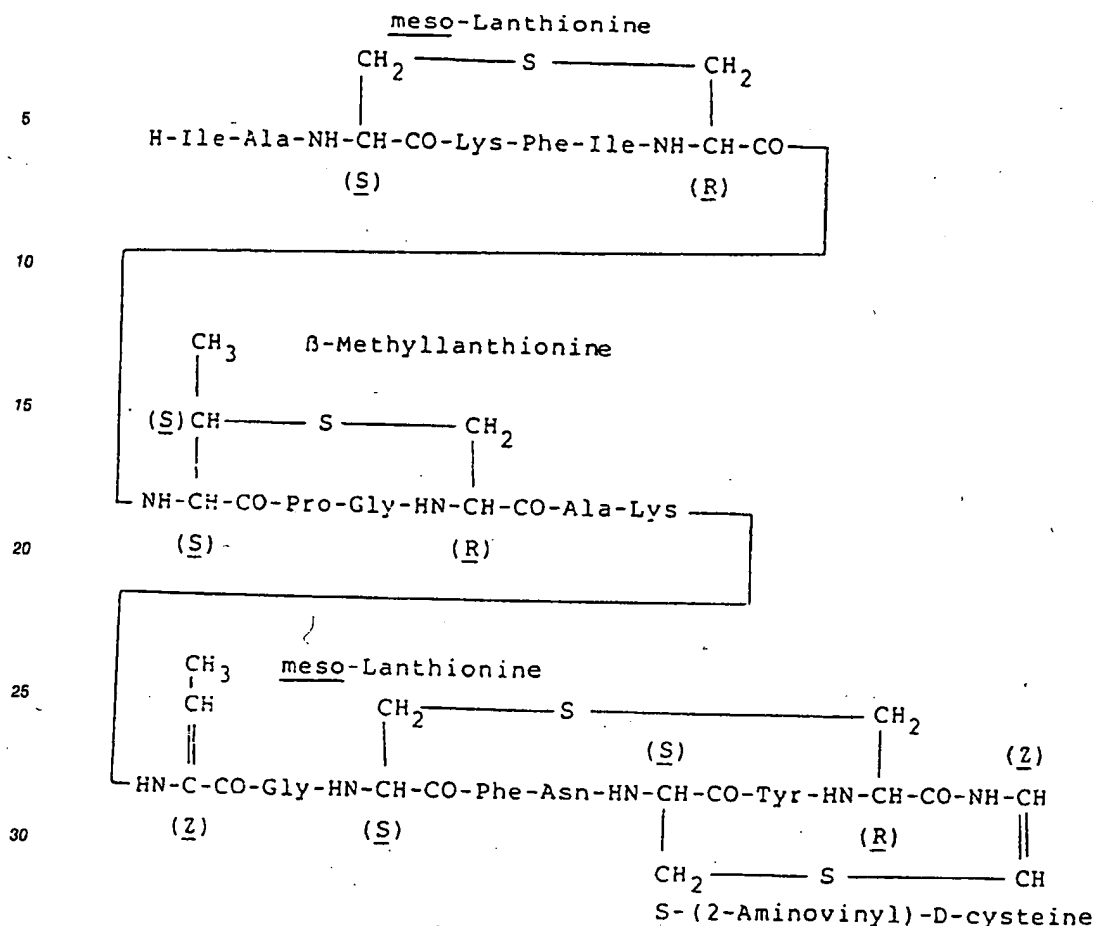 meso-Lanthionine
CH2 S CH2
5
H-Ile-Ala-NH-CH-CO-Lys-Phe-Ile-NH-CH-CO
(S) (R)
10
CH3 ß-Methyllanthionine
15
(S) CH S CH2
NH-CH-CO-Pro-Gly-HN-CH-CO-Ala-Lys
(S) (R)
20
CH3 meso-Lanthionine
25
CH CH2 S CH2
(S) (Z)
HN-C-CO-Gly-HN-CH-CO-Phe-Asn-HN-CH-CO-Tyr-HN-CH-CO-NH-CH
(Z) (S) (R)
30
CH2 S CH
S-(2-Aminovinyl)-D-cysteine